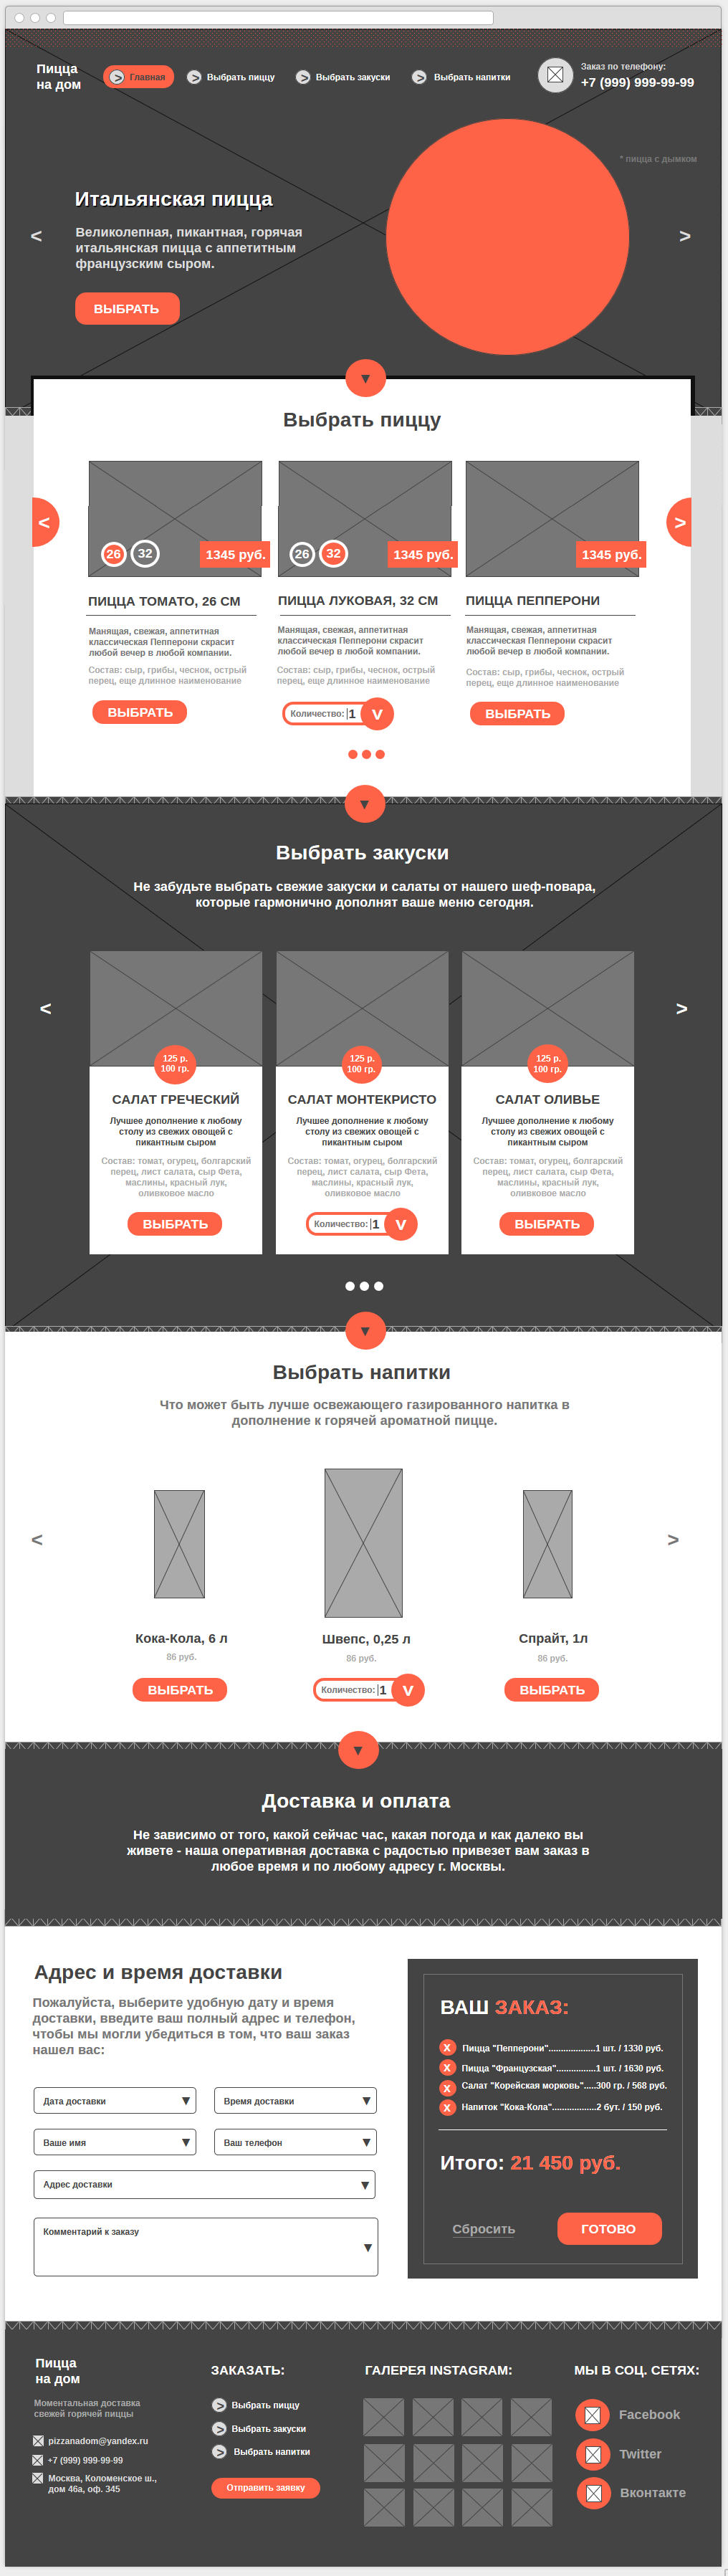 Пицца
на дом
> Главная
> Выбрать пиццу
> Выбрать закуски
> Выбрать напитки
Заказ по телефону:
+7 (999) 999-99-99
* пицца с дымком
Итальянская пицца
<
>
Великолепная, пикантная, горячая
итальянская пицца с аппетитным
французским сыром.
ВЫБРАТЬ
Выбрать пиццу
<
>
26 32
1345 руб.
26 32
1345 руб.
1345 руб.
ПИЦЦА ТОМАТО, 26 СМ
Манящая, свежая, аппетитная
классическая Пепперони скрасит
любой вечер в любой компании.
Состав: сыр, грибы, чеснок, острый
перец, еще длинное наименование
ВЫБРАТЬ
ПИЦЦА ЛУКОВАЯ, 32 СМ
Манящая, свежая, аппетитная
классическая Пепперони скрасит
любой вечер в любой компании.
Состав: сыр, грибы, чеснок, острый
перец, еще длинное наименование
Количество: |1 V
ПИЦЦА ПЕППЕРОНИ
Манящая, свежая, аппетитная
классическая Пепперони скрасит
любой вечер в любой компании.
Состав: сыр, грибы, чеснок, острый
перец, еще длинное наименование
ВЫБРАТЬ
Выбрать закуски
Не забудьте выбрать свежие закуски и салаты от нашего шеф-повара,
которые гармонично дополнят ваше меню сегодня.
<
>
125 р.
100 гр.
САЛАТ ГРЕЧЕСКИЙ
Лучшее дополнение к любому
столу из свежих овощей с
пикантным сыром
Состав: томат, огурец, болгарский
перец, лист салата, сыр Фета,
маслины, красный лук,
оливковое масло
ВЫБРАТЬ
125 р.
100 гр.
САЛАТ МОНТЕКРИСТО
Лучшее дополнение к любому
столу из свежих овощей с
пикантным сыром
Состав: томат, огурец, болгарский
перец, лист салата, сыр Фета,
маслины, красный лук,
оливковое масло
Количество: |1 V
125 р.
100 гр.
САЛАТ ОЛИВЬЕ
Лучшее дополнение к любому
столу из свежих овощей с
пикантным сыром
Состав: томат, огурец, болгарский
перец, лист салата, сыр Фета,
маслины, красный лук,
оливковое масло
ВЫБРАТЬ
Выбрать напитки
Что может быть лучше освежающего газированного напитка в
дополнение к горячей ароматной пицце.
<
>
Кока-Кола, 6 л
86 руб.
ВЫБРАТЬ
Швепс, 0,25 л
86 руб.
Количество: |1 V
Спрайт, 1л
86 руб.
ВЫБРАТЬ
Доставка и оплата
Не зависимо от того, какой сейчас час, какая погода и как далеко вы
живете - наша оперативная доставка с радостью привезет вам заказ в
любое время и по любому адресу г. Москвы.
Адрес и время доставки
Пожалуйста, выберите удобную дату и время
доставки, введите ваш полный адрес и телефон,
чтобы мы могли убедиться в том, что ваш заказ
нашел вас:
Дата доставки
Время доставки
Ваше имя
Ваш телефон
Адрес доставки
Комментарий к заказу
ВАШ ЗАКАЗ:
X Пицца "Пепперони"...................1 шт. / 1330 руб.
X Пицца "Французская"................1 шт. / 1630 руб.
X Салат "Корейская морковь".....300 гр. / 568 руб.
X Напиток "Кока-Кола"..................2 бут. / 150 руб.
Итого: 21 450 руб.
Сбросить
ГОТОВО
Пицца
на дом
Моментальная доставка
свежей горячей пиццы
pizzanadom@yandex.ru
+7 (999) 999-99-99
Москва, Коломенское ш.,
дом 46а, оф. 345
ЗАКАЗАТЬ:
> Выбрать пиццу
> Выбрать закуски
> Выбрать напитки
Отправить заявку
ГАЛЕРЕЯ INSTAGRAM:
МЫ В СОЦ. СЕТЯХ:
Facebook
Twitter
Вконтакте